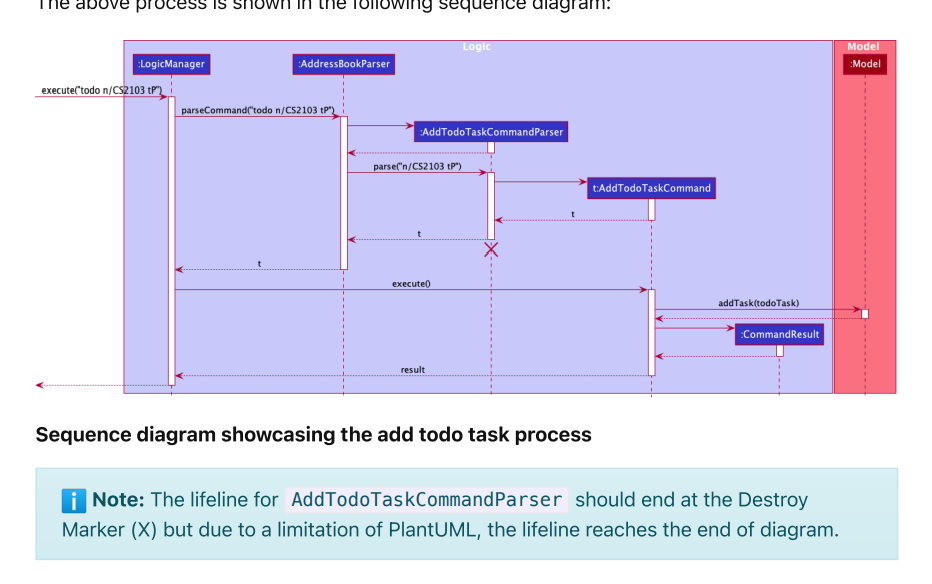 The above process is shown in the following sequence diagram:
Logic
Model
:LogicManager
:AddressBookParser
:Model
execute("todo n/CS2103 tP")
parseCommand("todo n/CS2103 tP")
:AddTodoTaskCommandParser
parse("n/CS2103 tP")
t:AddTodoTaskCommand
t
t
t
execute()
addTask(todoTask)
:CommandResult
result
Sequence diagram showcasing the add todo task process
i Note: The lifeline for AddTodoTaskCommandParser should end at the Destroy
Marker (X) but due to a limitation of PlantUML, the lifeline reaches the end of diagram.